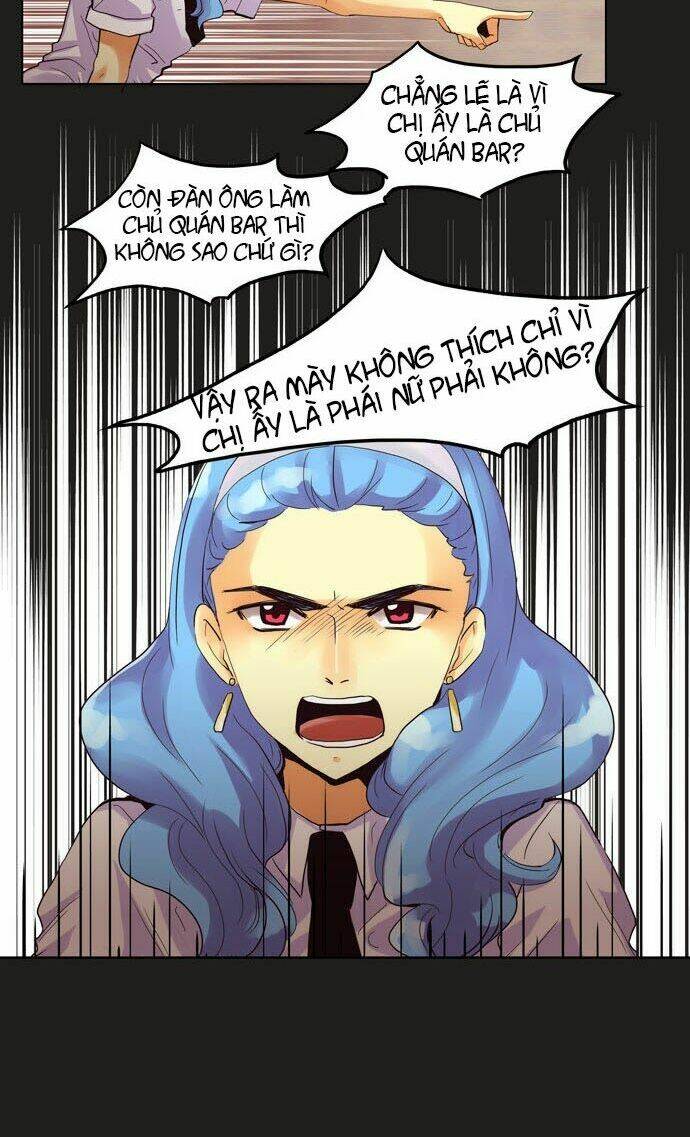 CHẲNG LẼ LÀ VÌ
CHỊ ẤY LÀ CHỦ
QUÁN BAR?
CÒN ĐÀN ÔNG LÀM
CHỦ QUÁN BAR THÌ
KHÔNG SAO CHỨ GÌ?
VẬY RA MÀY KHÔNG THÍCH CHỈ VÌ
CHỊ ẤY LÀ PHÁI NỮ PHẢI KHÔNG?